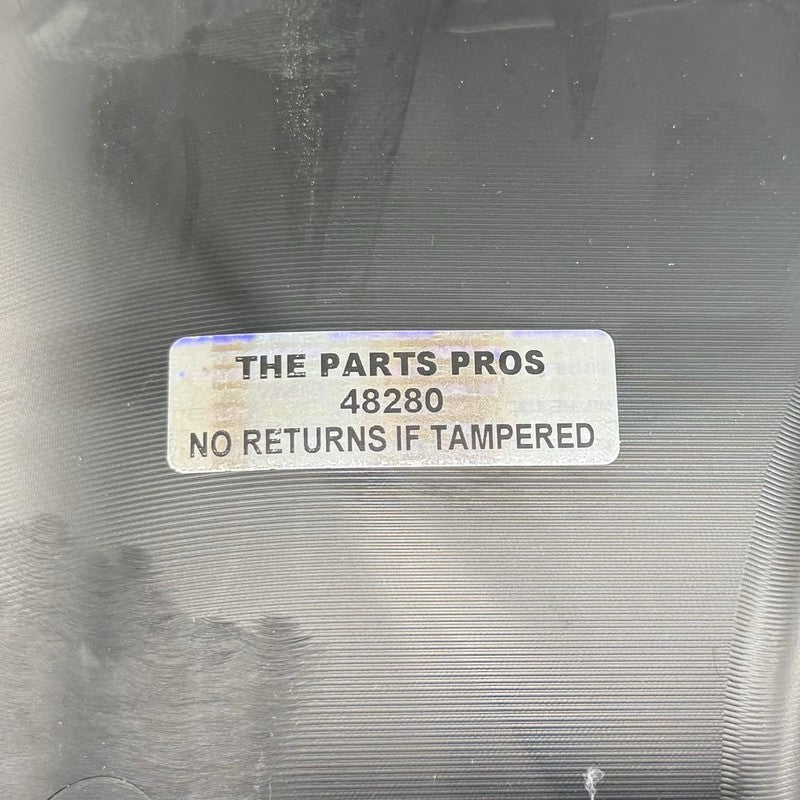 THE PARTS PROS
48280
NO RETURNS IF TAMPERED